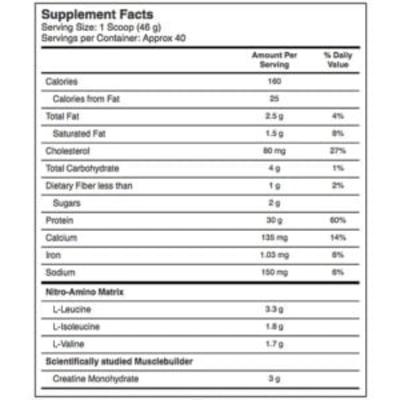 Supplement Facts
Serving Size: 1 Scoop (46 g)
Servings per Container: Approx 40
Amount Per Serving % Daily Value
Calories 160
Calories from Fat 25
Total Fat 2.5 g 4%
Saturated Fat 1.5 g 8%
Cholesterol 80 mg 27%
Total Carbohydrate 4 g 1%
Dietary Fiber less than 1 g 2%
Sugars 2 g
Protein 30 g 60%
Calcium 135 mg 14%
Iron 1.03 mg 6%
Sodium 150 mg 6%
Nitro-Amino Matrix
L-Leucine 3.3 g
L-Isoleucine 1.8 g
L-Valine 1.7 g
Scientifically studied Musclebuilder
Creatine Monohydrate 3 g